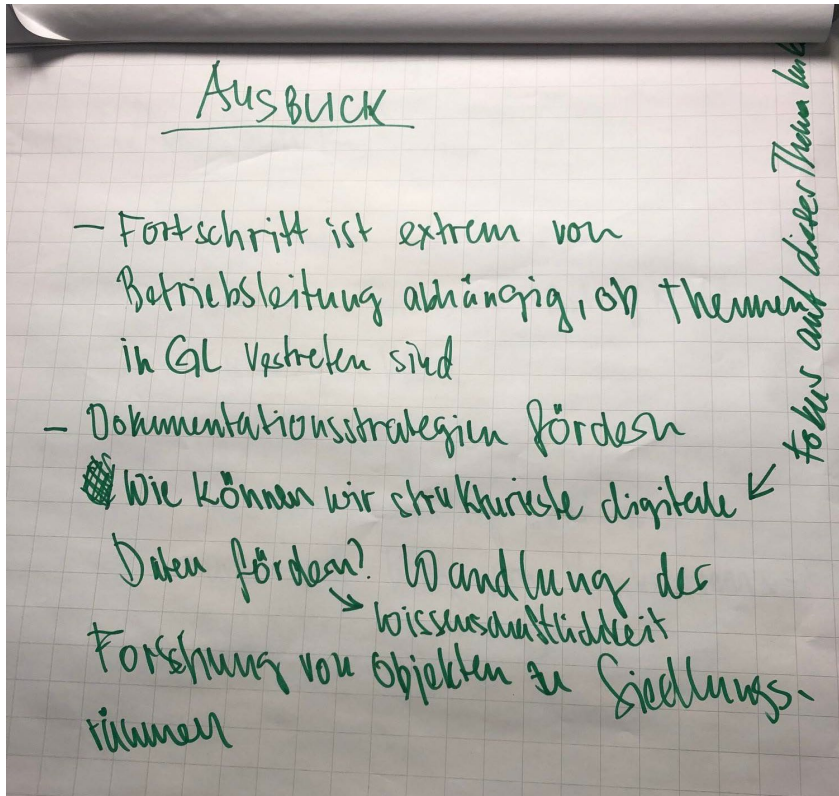 AUSBLICK
- Fortschritt ist extrem von
Betriebsleitung abhängig, ob Themen
in GL vertreten sind
- Dokumentationsstrategien fördern
Wie können wir strukturierte digitale
Daten fördern? Wandlung der
→ Wissenschaftlichkeit
Forschung von Objekten zu Siedlungs-
räumen
Fokus auf dieses Thema